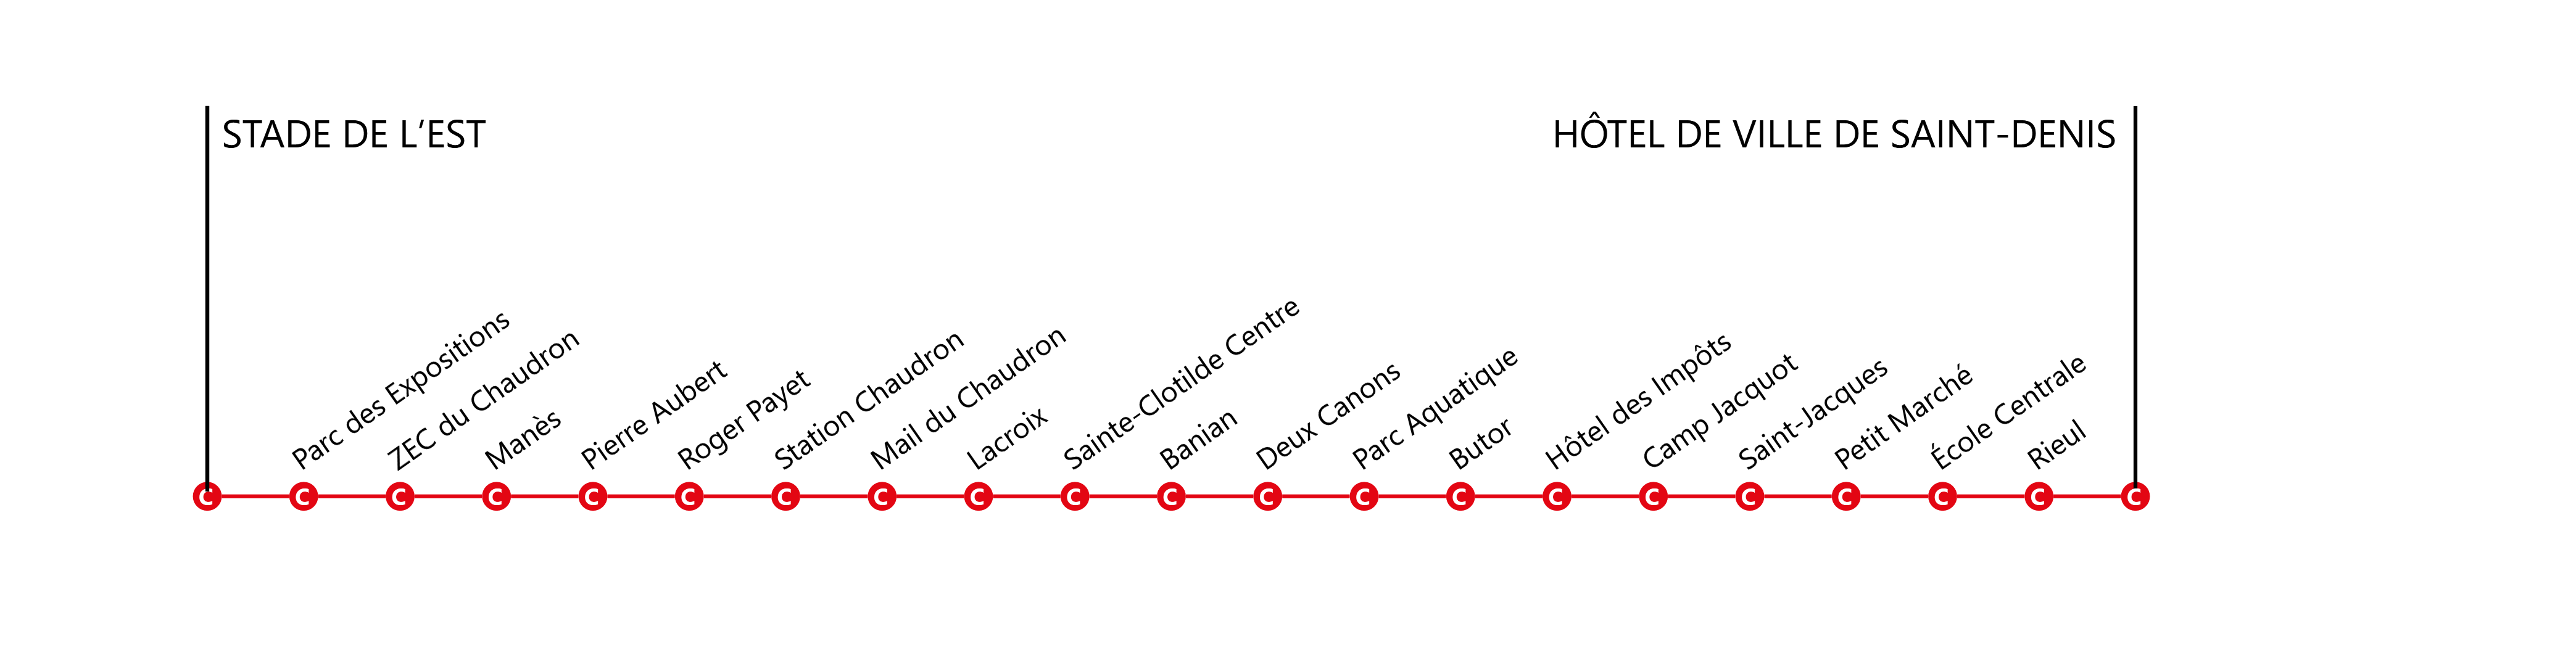 STADE DE L'EST
HÔTEL DE VILLE DE SAINT-DENIS
Parc des Expositions
ZEC du Chaudron
Manès
Pierre Aubert
Roger Payet
Station Chaudron
Mail du Chaudron
Lacroix
Sainte-Clotilde Centre
Banian
Deux Canons
Parc Aquatique
Butor
Hôtel des Impôts
Camp Jacquot
Saint-Jacques
Petit Marché
École Centrale
Rieul
C C C C C C C C C C C C C C C C C C C C C